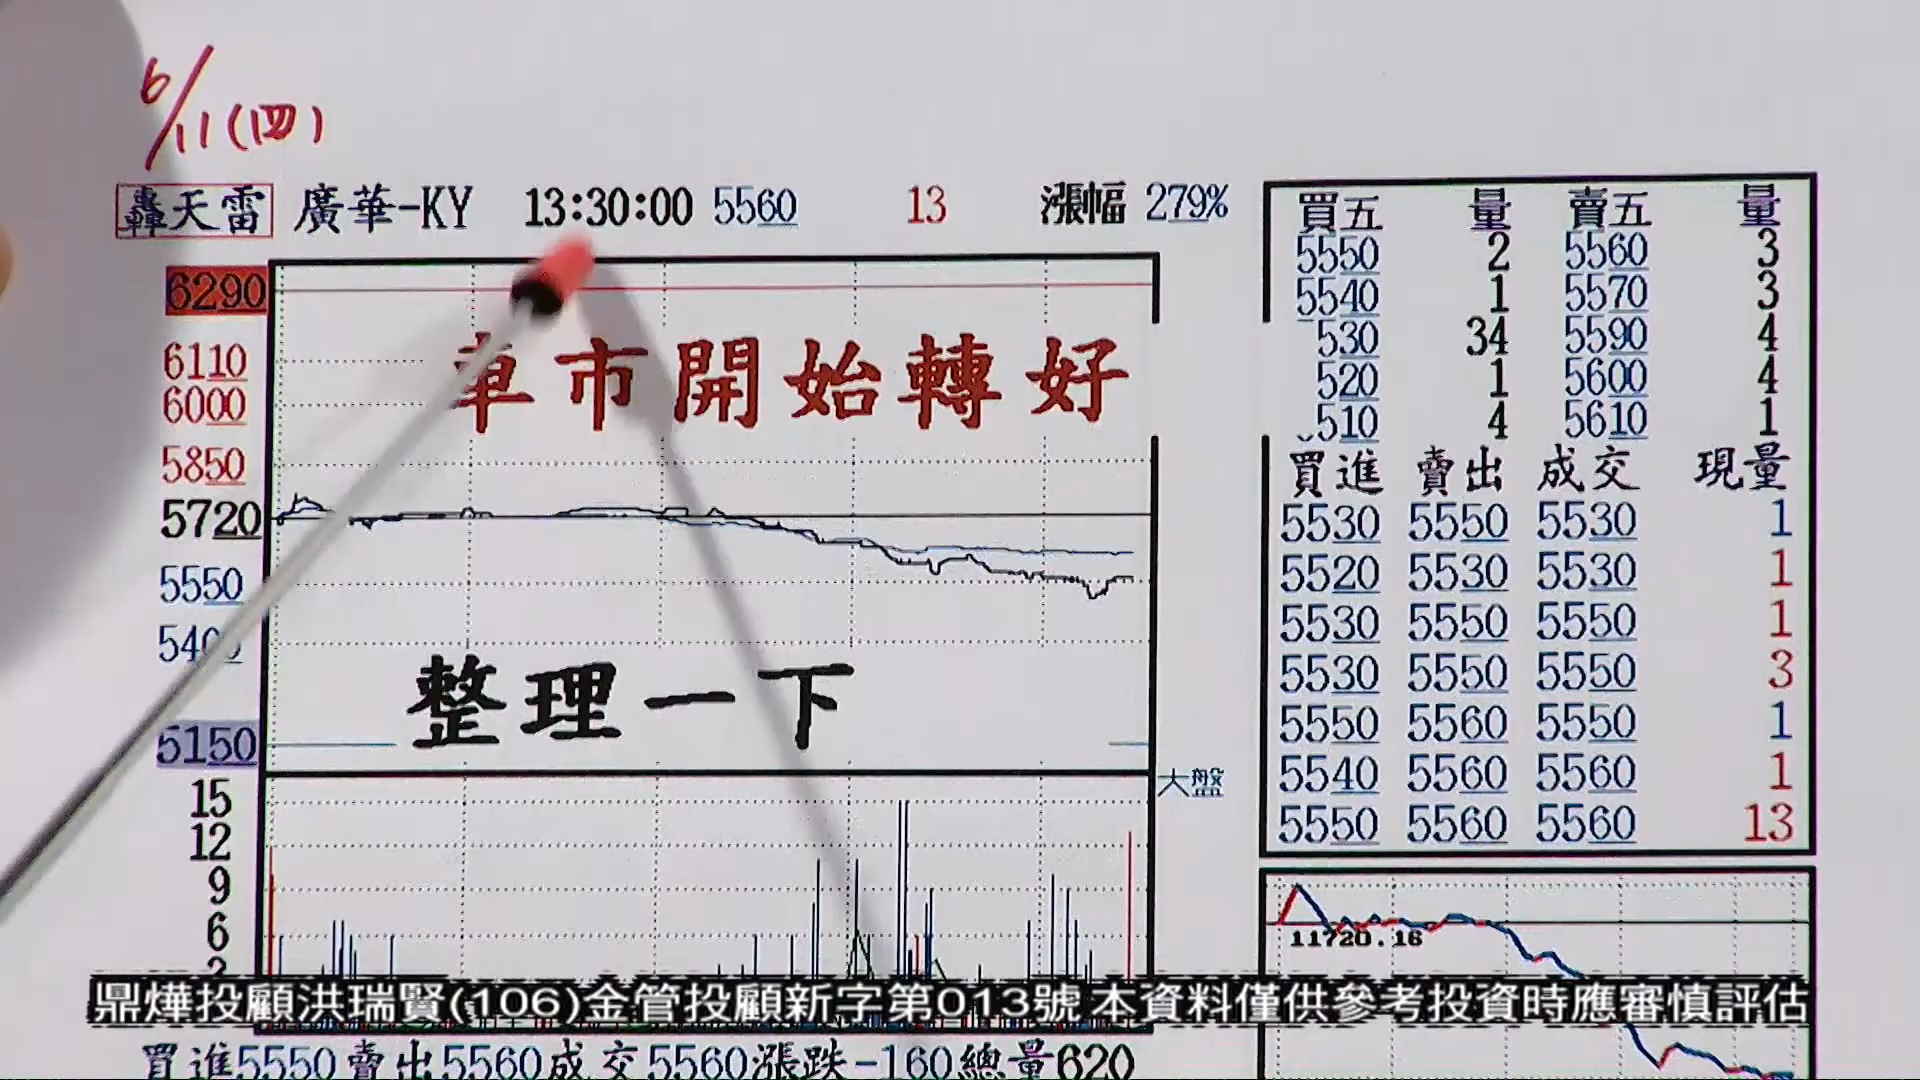 6/11(四)
轟天雷 廣華-KY 13:30:00 5560 13 漲幅 279%
買五 量 賣五 量
5550 2 5560 3
5540 1 5570 3
530 34 5590 4
520 1 5600 4
510 4 5610 1
買進 賣出 成交 現量
5530 5550 5530 1
5520 5530 5530 1
5530 5550 5550 1
5530 5550 5550 3
5550 5560 5550 1
5540 5560 5560 1
5550 5560 5560 13
6290
6110
6000
5850
5720
5550
5150
車市開始轉好
整理一下
大盤
15
12
9
6
11720.16
鼎燁投顧洪瑞賢(106)金管投顧新字第013號 本資料僅供參考投資時應審慎評估
買進5550賣出5560成交5560漲跌-160總量620